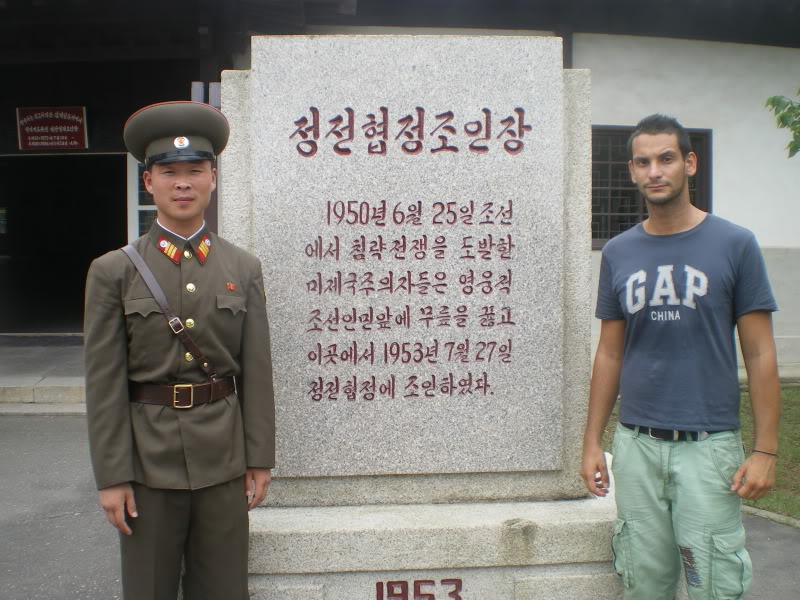 정전협정조인장
1950년 6월 25일 조선
에서 침략전쟁을 도발한
미제국주의자들은 영웅적
조선인민앞에 무릎을 꿇고
이곳에서 1953년 7월 27일
정전협정에 조인하였다.
1953
GAP
CHINA